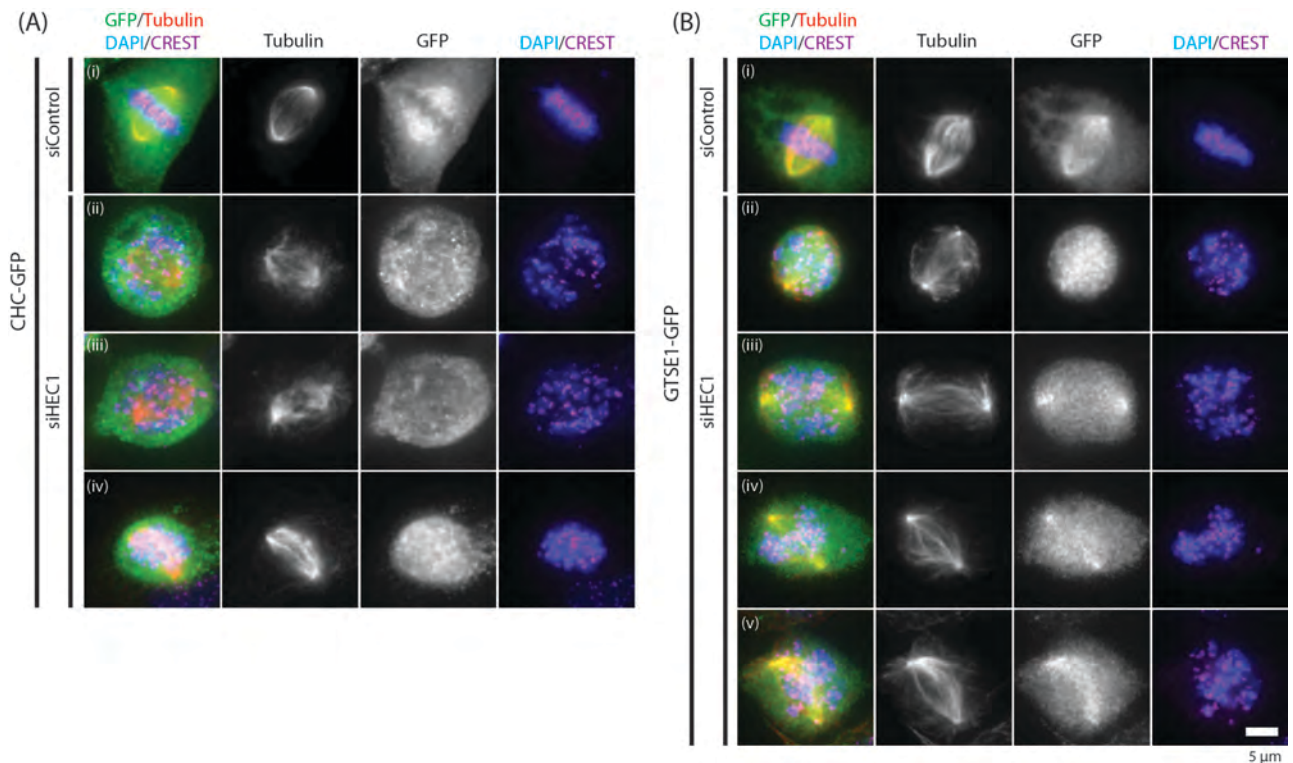 (A)
GFP/Tubulin
DAPI/CREST
Tubulin
GFP
DAPI/CREST
CHC-GFP
siControl
(i)
siHEC1
(ii)
(iii)
(iv)
(B)
GFP/Tubulin
DAPI/CREST
Tubulin
GFP
DAPI/CREST
GTSE1-GFP
siControl
(i)
siHEC1
(ii)
(iii)
(iv)
(v)
5 μm